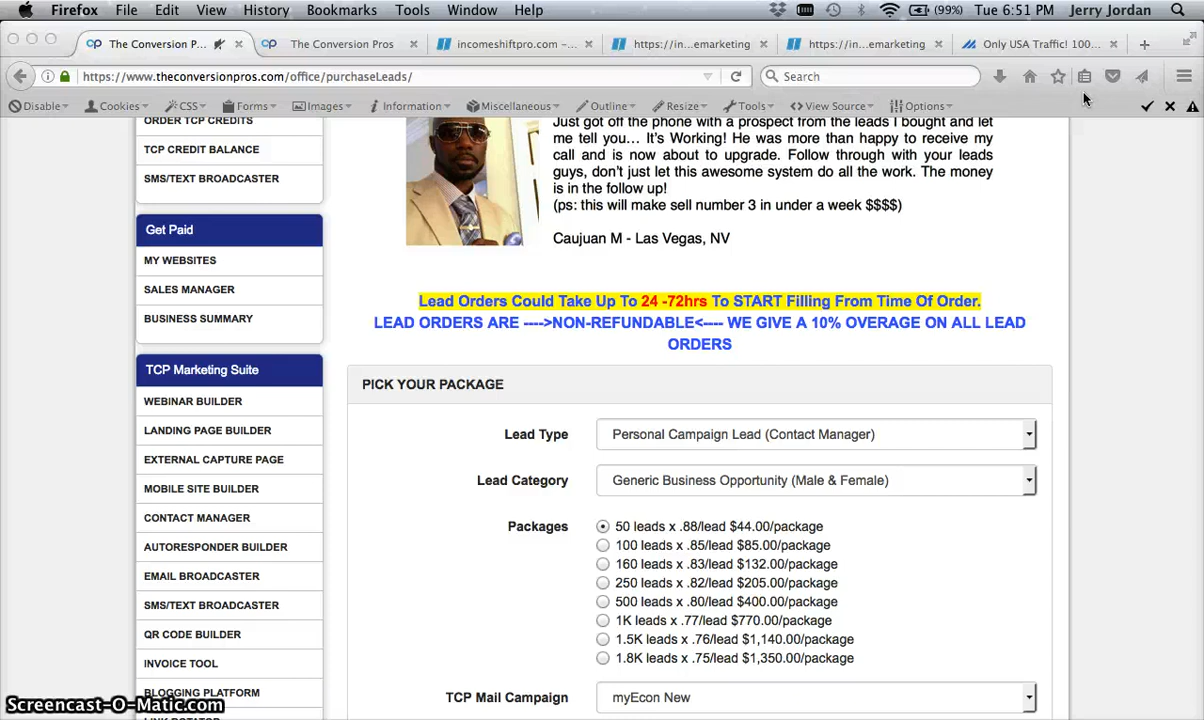 Firefox File Edit View History Bookmarks Tools Window Help (99%) Tue 6:51 PM Jerry Jordan
The Conversion P... The Conversion Pros incomeshiftpro.com –... https://in...emarketing https://in...emarketing Only USA Traffic! 100...
https://www.theconversionpros.com/office/purchaseLeads/ Search
Disable Cookies CSS Forms Images Information Miscellaneous Outline Resize Tools View Source Options
ORDER TCP CREDITS
TCP CREDIT BALANCE
SMS/TEXT BROADCASTER
Get Paid
MY WEBSITES
SALES MANAGER
BUSINESS SUMMARY
TCP Marketing Suite
WEBINAR BUILDER
LANDING PAGE BUILDER
EXTERNAL CAPTURE PAGE
MOBILE SITE BUILDER
CONTACT MANAGER
AUTORESPONDER BUILDER
EMAIL BROADCASTER
SMS/TEXT BROADCASTER
QR CODE BUILDER
INVOICE TOOL
BLOGGING PLATFORM
Just got off the phone with a prospect from the leads I bought and let
me tell you... It's Working! He was more than happy to receive my
call and is now about to upgrade. Follow through with your leads
guys, don't just let this awesome system do all the work. The money
is in the follow up!
(ps: this will make sell number 3 in under a week $$$$)
Caujuan M - Las Vegas, NV
Lead Orders Could Take Up To 24 -72hrs To START Filling From Time Of Order.
LEAD ORDERS ARE ---->NON-REFUNDABLE<---- WE GIVE A 10% OVERAGE ON ALL LEAD
ORDERS
PICK YOUR PACKAGE
Lead Type Personal Campaign Lead (Contact Manager)
Lead Category Generic Business Opportunity (Male & Female)
Packages 50 leads x .88/lead $44.00/package
100 leads x .85/lead $85.00/package
160 leads x .83/lead $132.00/package
250 leads x .82/lead $205.00/package
500 leads x .80/lead $400.00/package
1K leads x .77/lead $770.00/package
1.5K leads x .76/lead $1,140.00/package
1.8K leads x .75/lead $1,350.00/package
TCP Mail Campaign myEcon New
Screencast-O-Matic.com